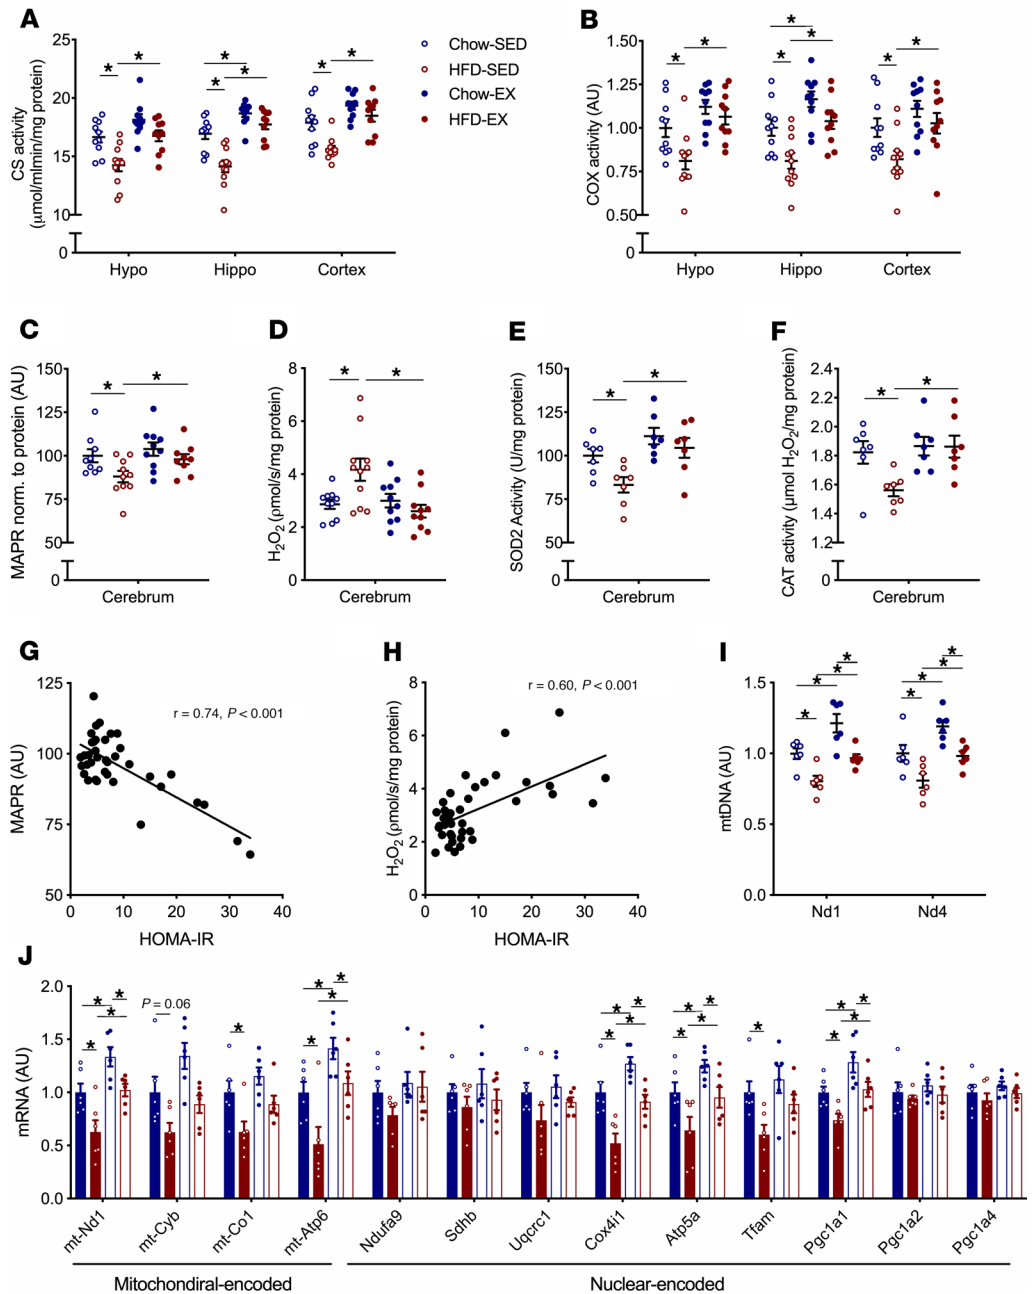 A
CS activity
(μmol/mlmin/mg protein)
25
20
15
10
0
* * * * * * *
Hypo Hippo Cortex
Chow-SED
HFD-SED
Chow-EX
HFD-EX
B
COX activity (AU)
1.50
1.25
1.00
0.75
0.50
0
* * * * * * *
Hypo Hippo Cortex
C
MAPR norm. to protein (AU)
150
125
100
75
50
0
* *
Cerebrum
D
H2O2 (ρmol/s/mg protein)
8
6
4
2
0
* *
Cerebrum
E
SOD2 Activity (U/mg protein)
150
125
100
75
50
0
* *
Cerebrum
F
CAT activity (μmol H2O2/mg protein)
2.4
2.2
2.0
1.8
1.6
1.4
1.2
0
* *
Cerebrum
G
MAPR (AU)
125
100
75
50
r = 0.74, P < 0.001
0 10 20 30 40
HOMA-IR
H
H2O2 (ρmol/s/mg protein)
8
6
4
2
0
r = 0.60, P < 0.001
0 10 20 30 40
HOMA-IR
I
mtDNA (AU)
1.5
1.0
0.5
0.0
* * * * * * * *
Nd1 Nd4
J
mRNA (AU)
2.0
1.5
1.0
0.5
0.0
* * * *
P = 0.06
*
* * * *
* * * *
* * * *
*
* * * *
mt-Nd1 mt-Cyb mt-Co1 mt-Atp6 Ndufa9 Sdhb Uqcrc1 Cox4i1 Atp5a Tfam Pgc1a1 Pgc1a2 Pgc1a4
Mitochondiral-encoded Nuclear-encoded